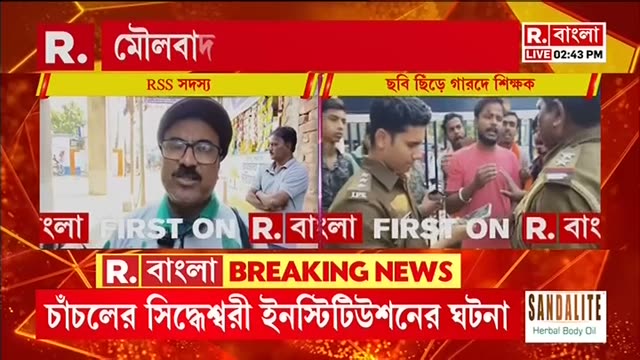 R. মৌলবাদ
R. বাংলা
LIVE 02:43 PM
RSS সদস্য
ছবি ছিঁড়ে গারদে শিক্ষক
বাংলা FIRST ON R. বাংলা
R. বাংলা FIRST ON R. বাং
R. বাংলা BREAKING NEWS
চাঁচলের সিদ্ধেশ্বরী ইনস্টিটিউশনের ঘটনা
SANDALITE
Herbal Body Oil